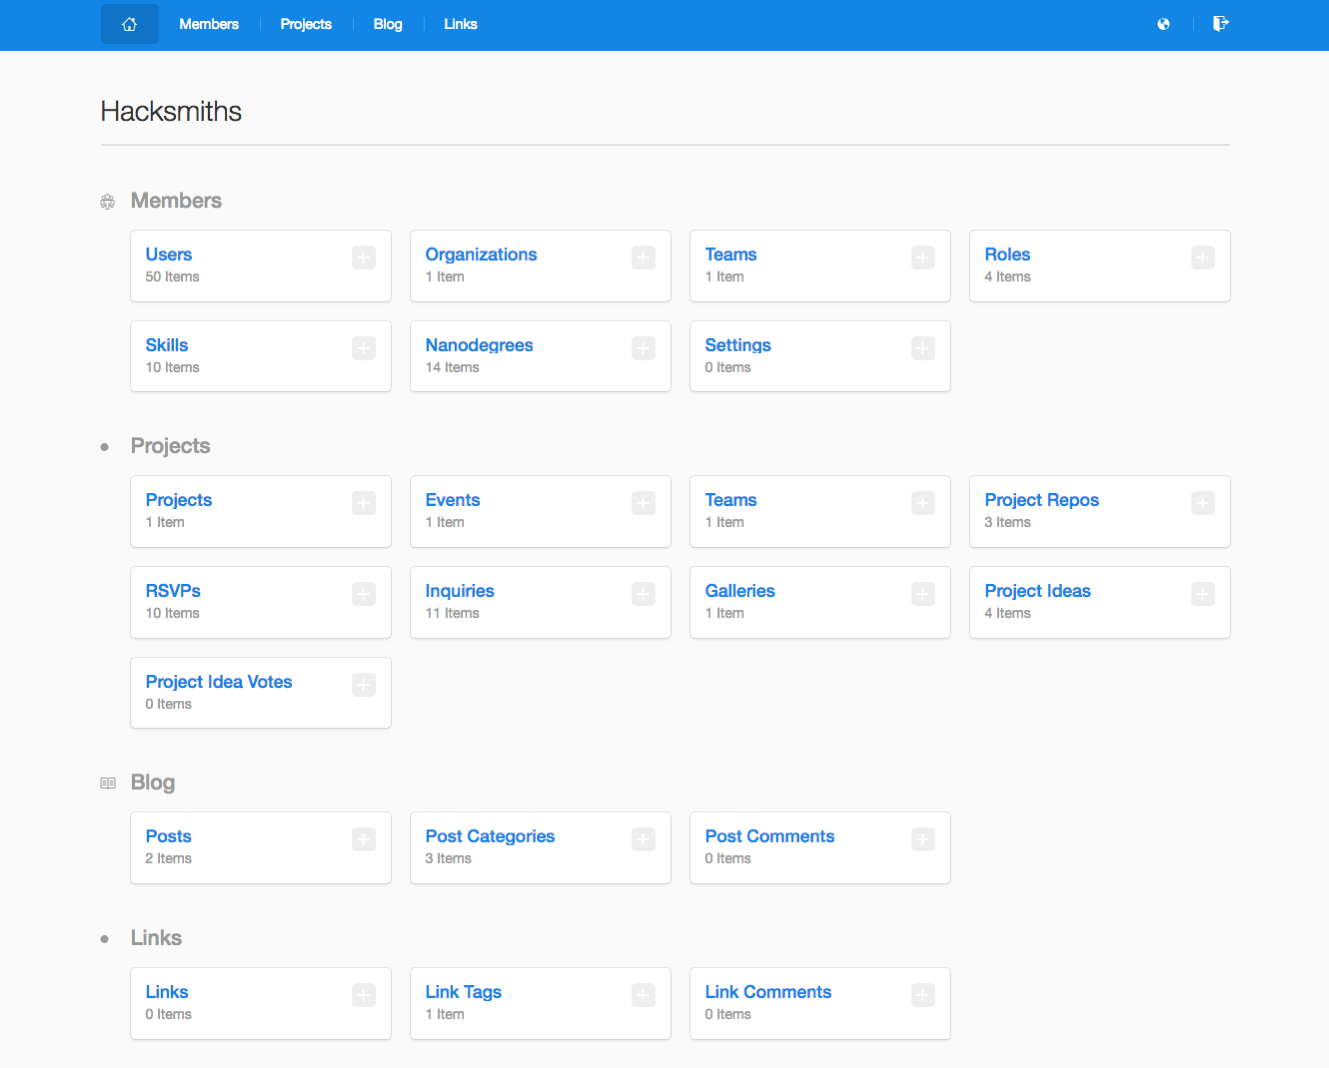 Members
Projects
Blog
Links
Hacksmiths
Members
Users
50 Items
Organizations
1 Item
Teams
1 Item
Roles
4 Items
Skills
10 Items
Nanodegrees
14 Items
Settings
0 Items
Projects
Projects
1 Item
Events
1 Item
Teams
1 Item
Project Repos
3 Items
RSVPs
10 Items
Inquiries
11 Items
Galleries
1 Item
Project Ideas
4 Items
Project Idea Votes
0 Items
Blog
Posts
2 Items
Post Categories
3 Items
Post Comments
0 Items
Links
Links
0 Items
Link Tags
1 Item
Link Comments
0 Items